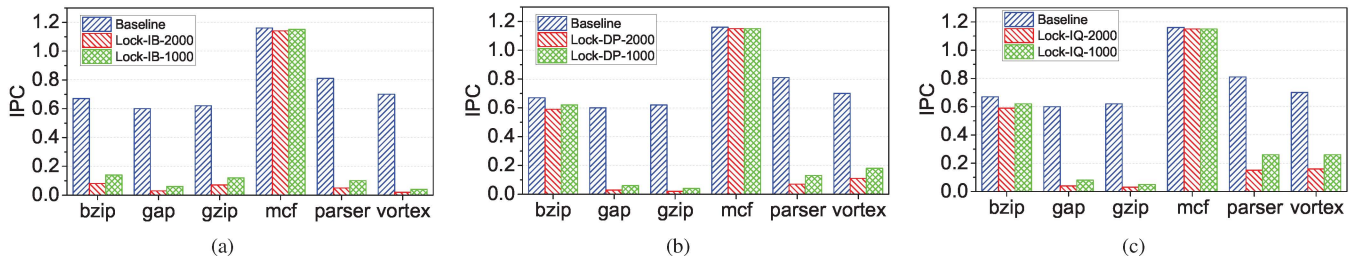 IPC
1.2
1.0
0.8
0.6
0.4
0.2
0.0
Baseline
Lock-IB-2000
Lock-IB-1000
bzip gap gzip mcf parser vortex
(a)
IPC
1.2
1.0
0.8
0.6
0.4
0.2
0.0
Baseline
Lock-DP-2000
Lock-DP-1000
bzip gap gzip mcf parser vortex
(b)
IPC
1.2
1.0
0.8
0.6
0.4
0.2
0.0
Baseline
Lock-IQ-2000
Lock-IQ-1000
bzip gap gzip mcf parser vortex
(c)